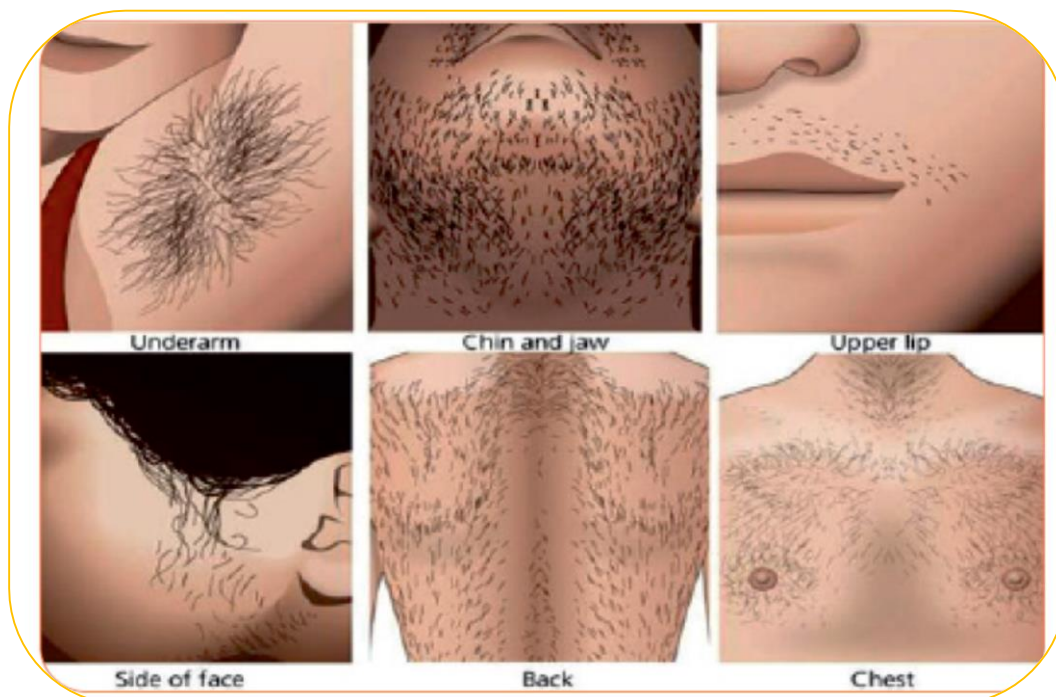 Underarm
Chin and jaw
Upper lip
Side of face
Back
Chest